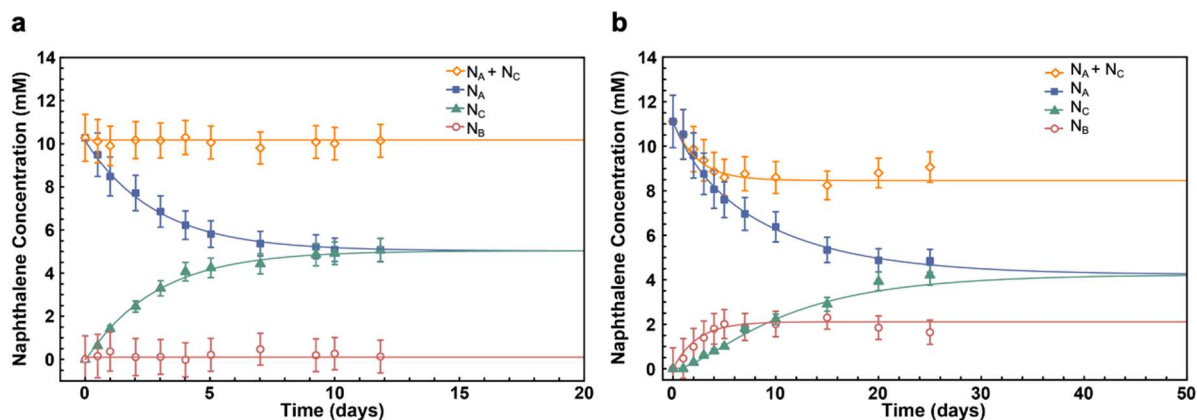 a
Naphthalene Concentration (mM)
14
12
10
8
6
4
2
0
N_A + N_C
N_A
N_C
N_B
0 5 10 15 20
Time (days)
b
Naphthalene Concentration (mM)
14
12
10
8
6
4
2
0
N_A + N_C
N_A
N_C
N_B
0 10 20 30 40 50
Time (days)